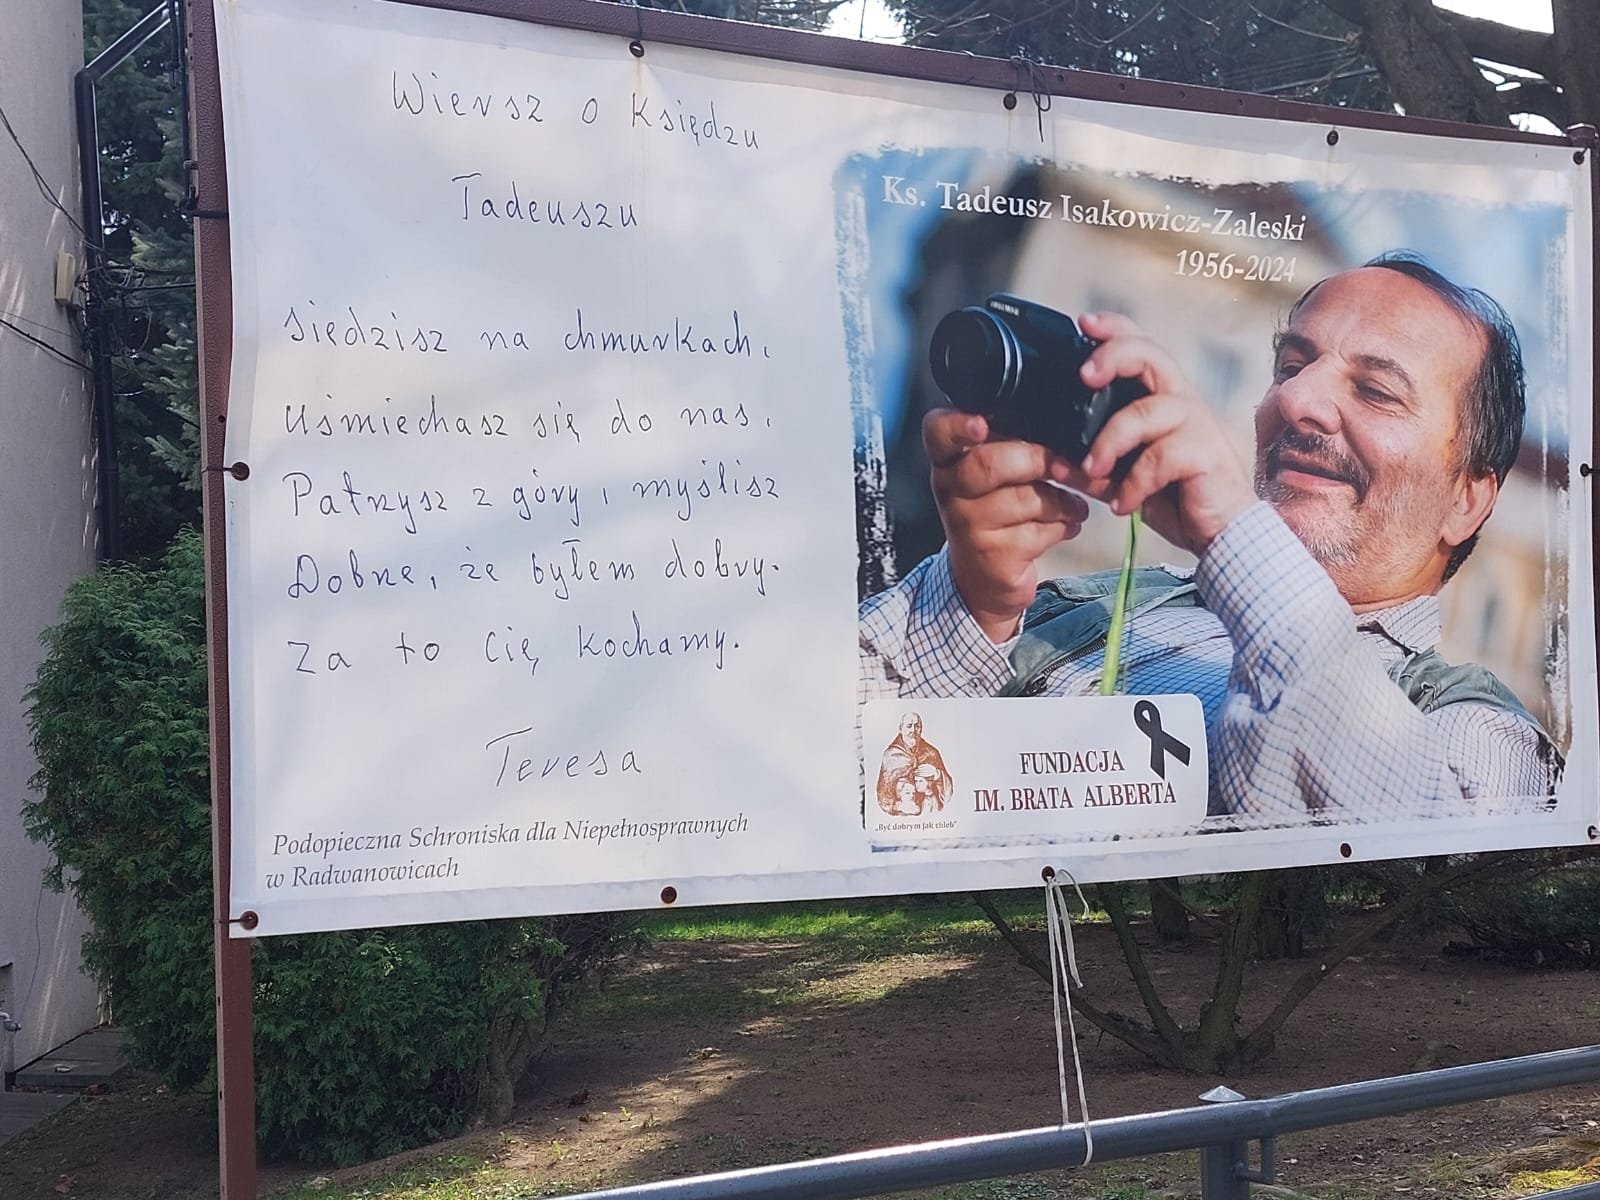 Wiersz o Księdzu
Tadeuszu
siedzisz na chmurkach,
uśmiechasz się do nas,
Patrzysz z góry i myślisz
Dobrze, że byłem dobry.
Za to Cię kochamy.
Teresa
Podopieczna Schroniska dla Niepełnosprawnych
w Radwanowicach
Ks. Tadeusz Isakowicz-Zaleski
1956-2024
FUNDACJA
IM. BRATA ALBERTA
„Być dobrym jak chleb"